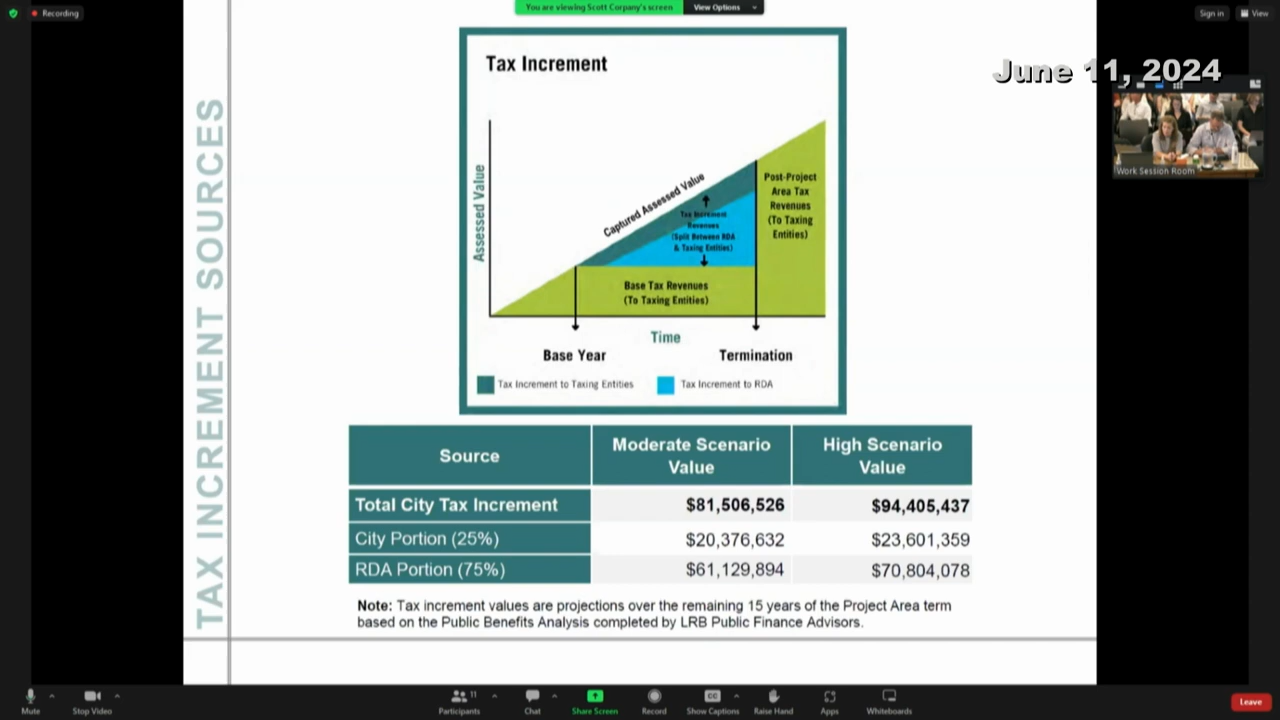 Recording
You are viewing Scott Corpany's screen
View Options
Sign in
View
June 11, 2024
Work Session Room
TAX INCREMENT SOURCES
Tax Increment
Assessed Value
Captured Assessed Value
Tax Increment
Revenues
(Split Between RDA
& Taxing Entities)
Post-Project
Area Tax
Revenues
(To Taxing
Entities)
Base Tax Revenues
(To Taxing Entities)
Time
Base Year
Termination
Tax Increment to Taxing Entities
Tax Increment to RDA
Source
Moderate Scenario
Value
High Scenario
Value
Total City Tax Increment
$81,506,526
$94,405,437
City Portion (25%)
$20,376,632
$23,601,359
RDA Portion (75%)
$61,129,894
$70,804,078
Note: Tax increment values are projections over the remaining 15 years of the Project Area term
based on the Public Benefits Analysis completed by LRB Public Finance Advisors.
Mute
Stop Video
11
Participants
Chat
Share Screen
Record
CC
Show Captions
Raise Hand
Apps
Whiteboards
Leave